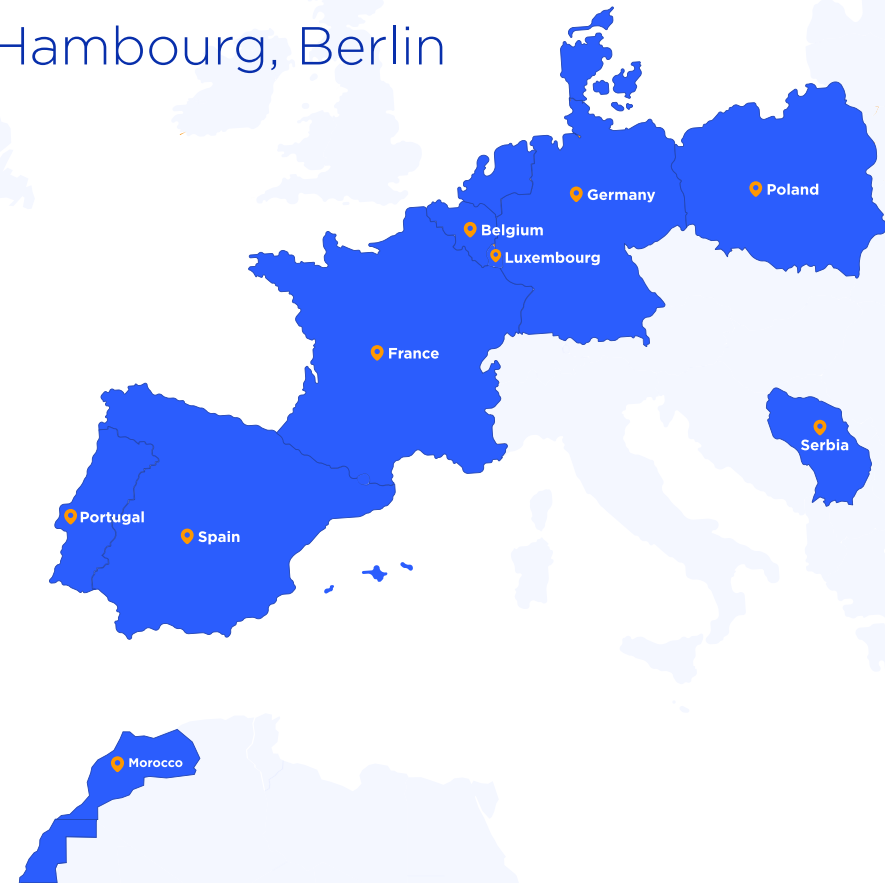 Hambourg, Berlin
Germany
Poland
Belgium
Luxembourg
France
Serbia
Portugal
Spain
Morocco